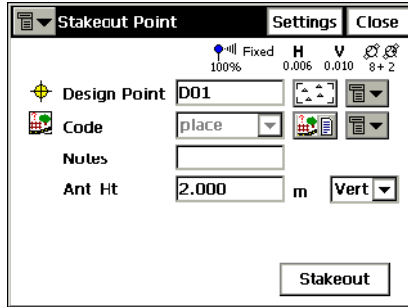 Stakeout Point Settings Close
Fixed H V
100% 0.006 0.010 8+2
Design Point D01
Code place
Notes
Ant Ht 2.000 m Vert
Stakeout